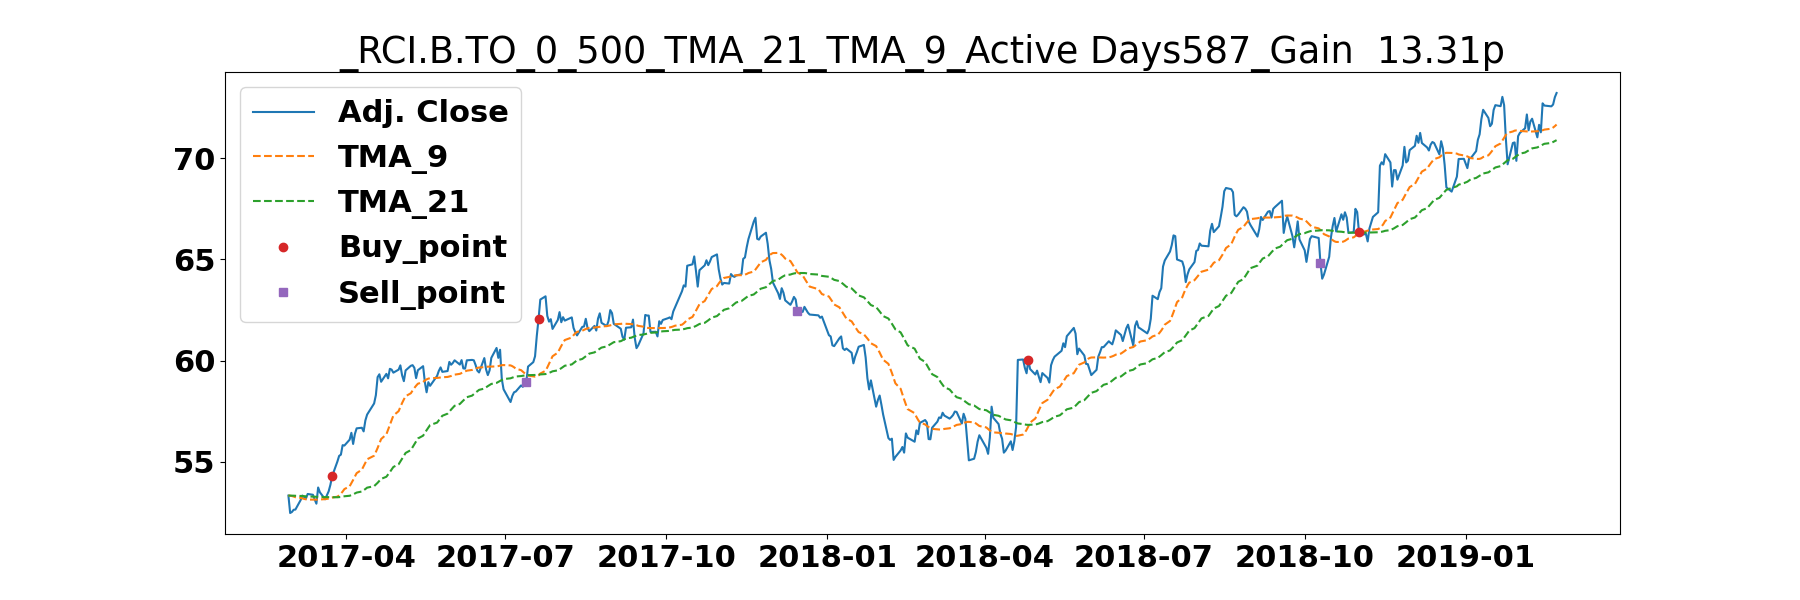 _RCI.B.TO_0_500_TMA_21_TMA_9_Active Days587_Gain  13.31p
Adj. Close
TMA_9
TMA_21
Buy_point
Sell_point
70
65
60
55
2017-04 2017-07 2017-10 2018-01 2018-04 2018-07 2018-10 2019-01